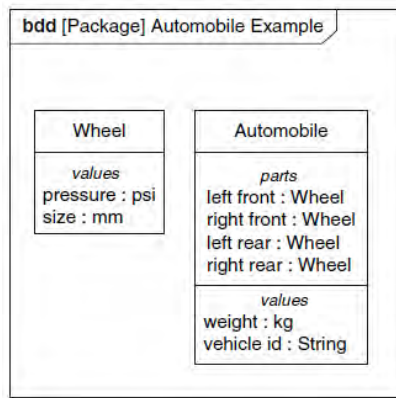 bdd [Package] Automobile Example
Wheel
values
pressure : psi
size : mm
Automobile
parts
left front : Wheel
right front : Wheel
left rear : Wheel
right rear : Wheel
values
weight : kg
vehicle id : String